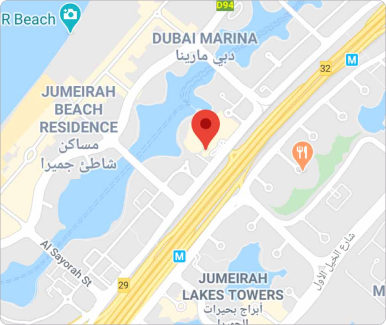 D94
R Beach
DUBAI MARINA
دبي مارينا
32
M
JUMEIRAH
BEACH
RESIDENCE
مساكن
شاطئ جميرا
Al Sayorah St
M
29
شارع الخيل الأول
JUMEIRAH
LAKES TOWERS
أبراج بحيرات
الجميرا